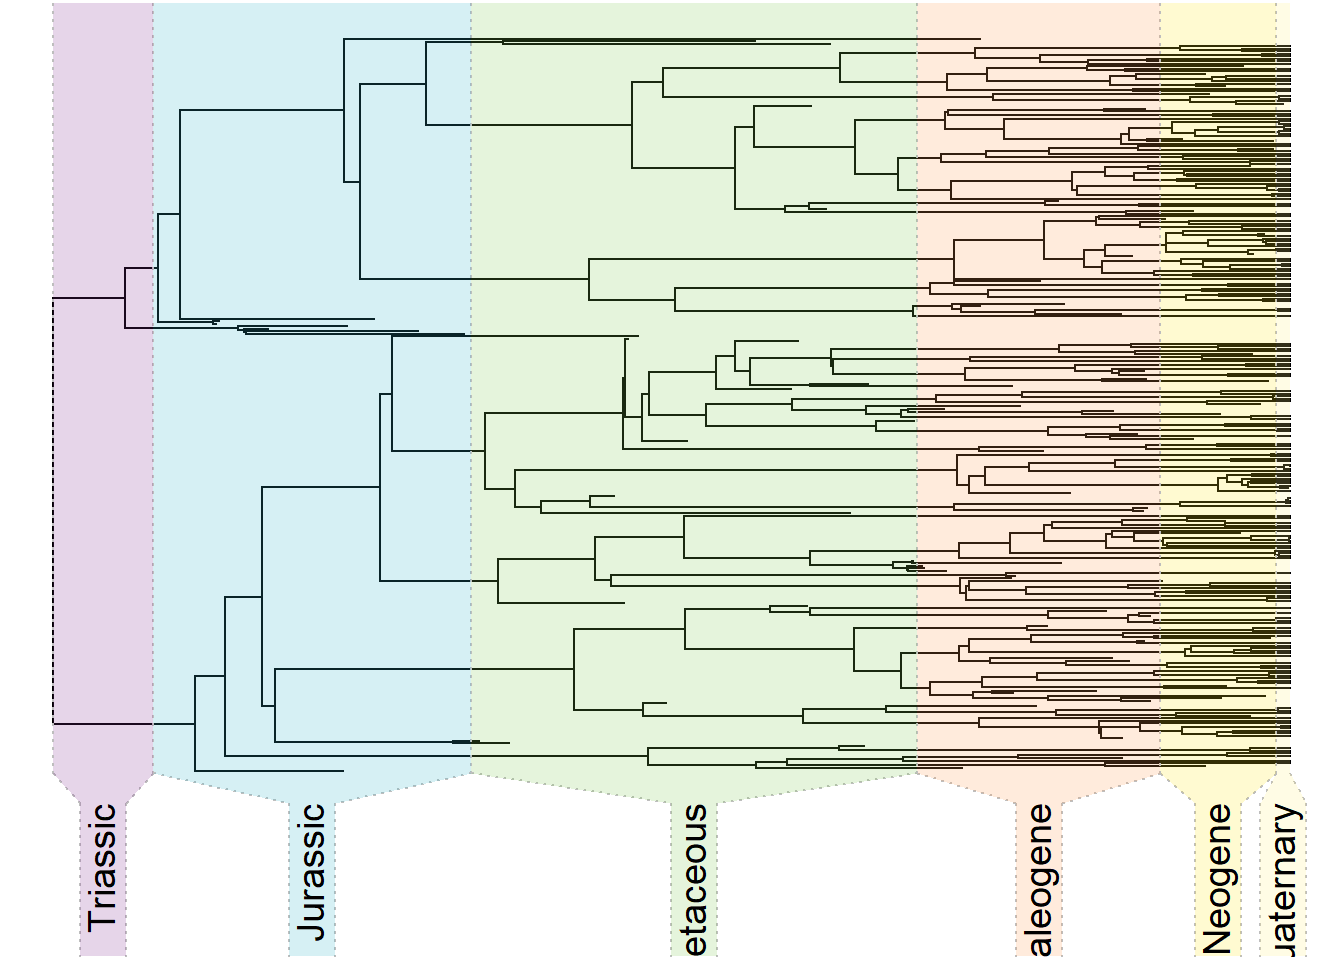 Triassic
Jurassic
etaceous
aleogene
Neogene
uaternary